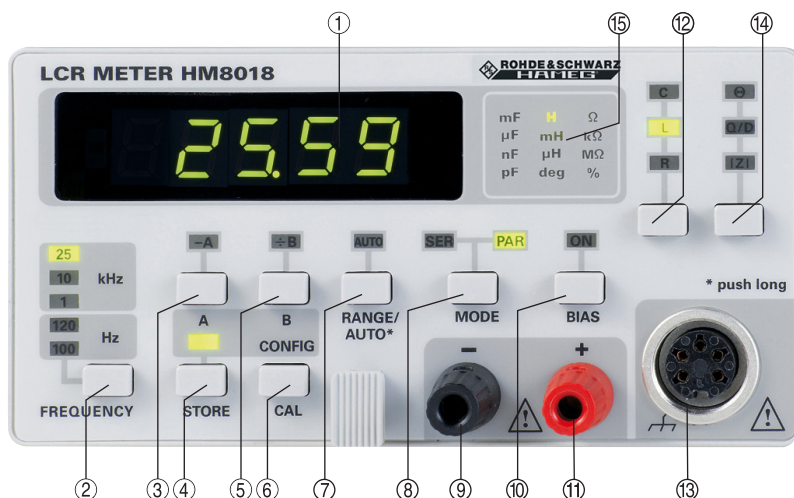 ① ⑮ ⑫ ⑭
LCR METER HM8018
ROHDE&SCHWARZ
HAMEG
25.59
mF H Ω
µF mH kΩ
nF µH MΩ
pF deg %
C Θ
L Q/D
R |Z|
25
10 kHz
1
120
100 Hz
FREQUENCY
–A ÷B AUTO SER PAR ON
A B RANGE/ MODE BIAS
AUTO*
CONFIG
STORE CAL
* push long
– +
② ③ ④ ⑤ ⑥ ⑦ ⑧ ⑨ ⑩ ⑪ ⑬